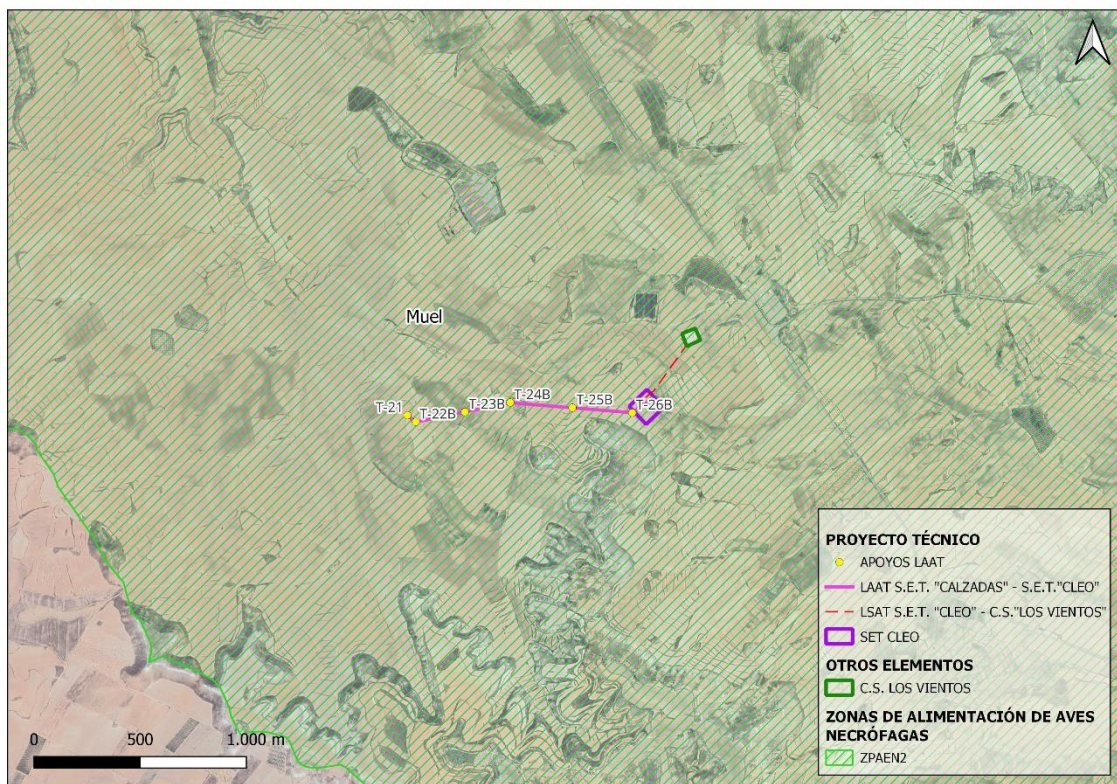 Muel
T-21
T-22B
T-23B
T-24B
T-25B
T-26B
PROYECTO TÉCNICO
APOYOS LAAT
LAAT S.E.T. "CALZADAS" - S.E.T."CLEO"
LSAT S.E.T. "CLEO" - C.S."LOS VIENTOS"
SET CLEO
OTROS ELEMENTOS
C.S. LOS VIENTOS
ZONAS DE ALIMENTACIÓN DE AVES
NECRÓFAGAS
ZPAEN2
0 500 1.000 m